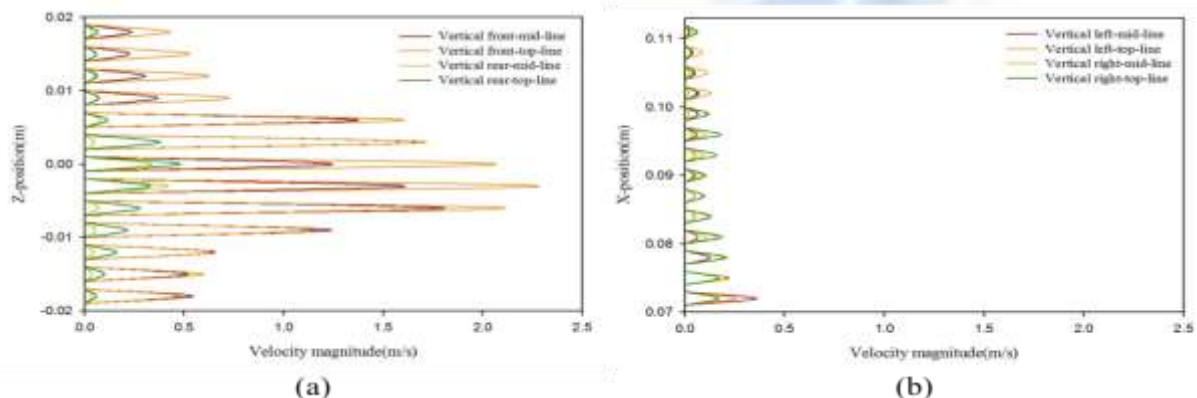 0.02
0.01
0.00
-0.01
-0.02
Z-position(m)
Vertical front-mid-line
Vertical front-top-line
Vertical rear-mid-line
Vertical rear-top-line
0.0 0.5 1.0 1.5 2.0 2.5
Velocity magnitude(m/s)
(a)
0.11
0.10
0.09
0.08
0.07
X-position(m)
Vertical left-mid-line
Vertical left-top-line
Vertical right-mid-line
Vertical right-top-line
0.0 0.5 1.0 1.5 2.0 2.5
Velocity magnitude(m/s)
(b)